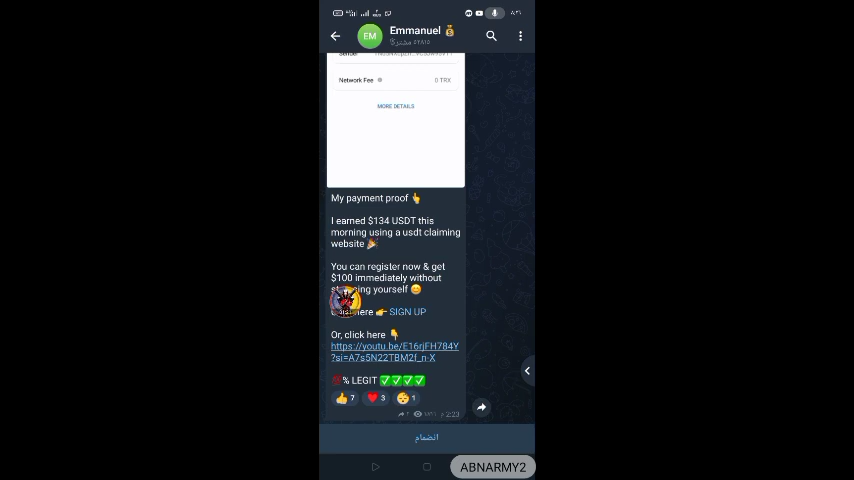 Emmanuel 💰
Network Fee
0 TRX
MORE DETAILS
My payment proof 👆
I earned $134 USDT this
morning using a usdt claiming
website 🎉
You can register now & get
$100 immediately without
yourself 😊
here 👉 SIGN UP
Or, click here 👇
https://youtu.be/E16rjFH784Y
?si=A7s5N22TBM2f_n-X
💯% LEGIT ✅✅✅✅
👍 7 ❤️ 3 😴 1
2:23 م
انضمام
ABNARMY2
EM